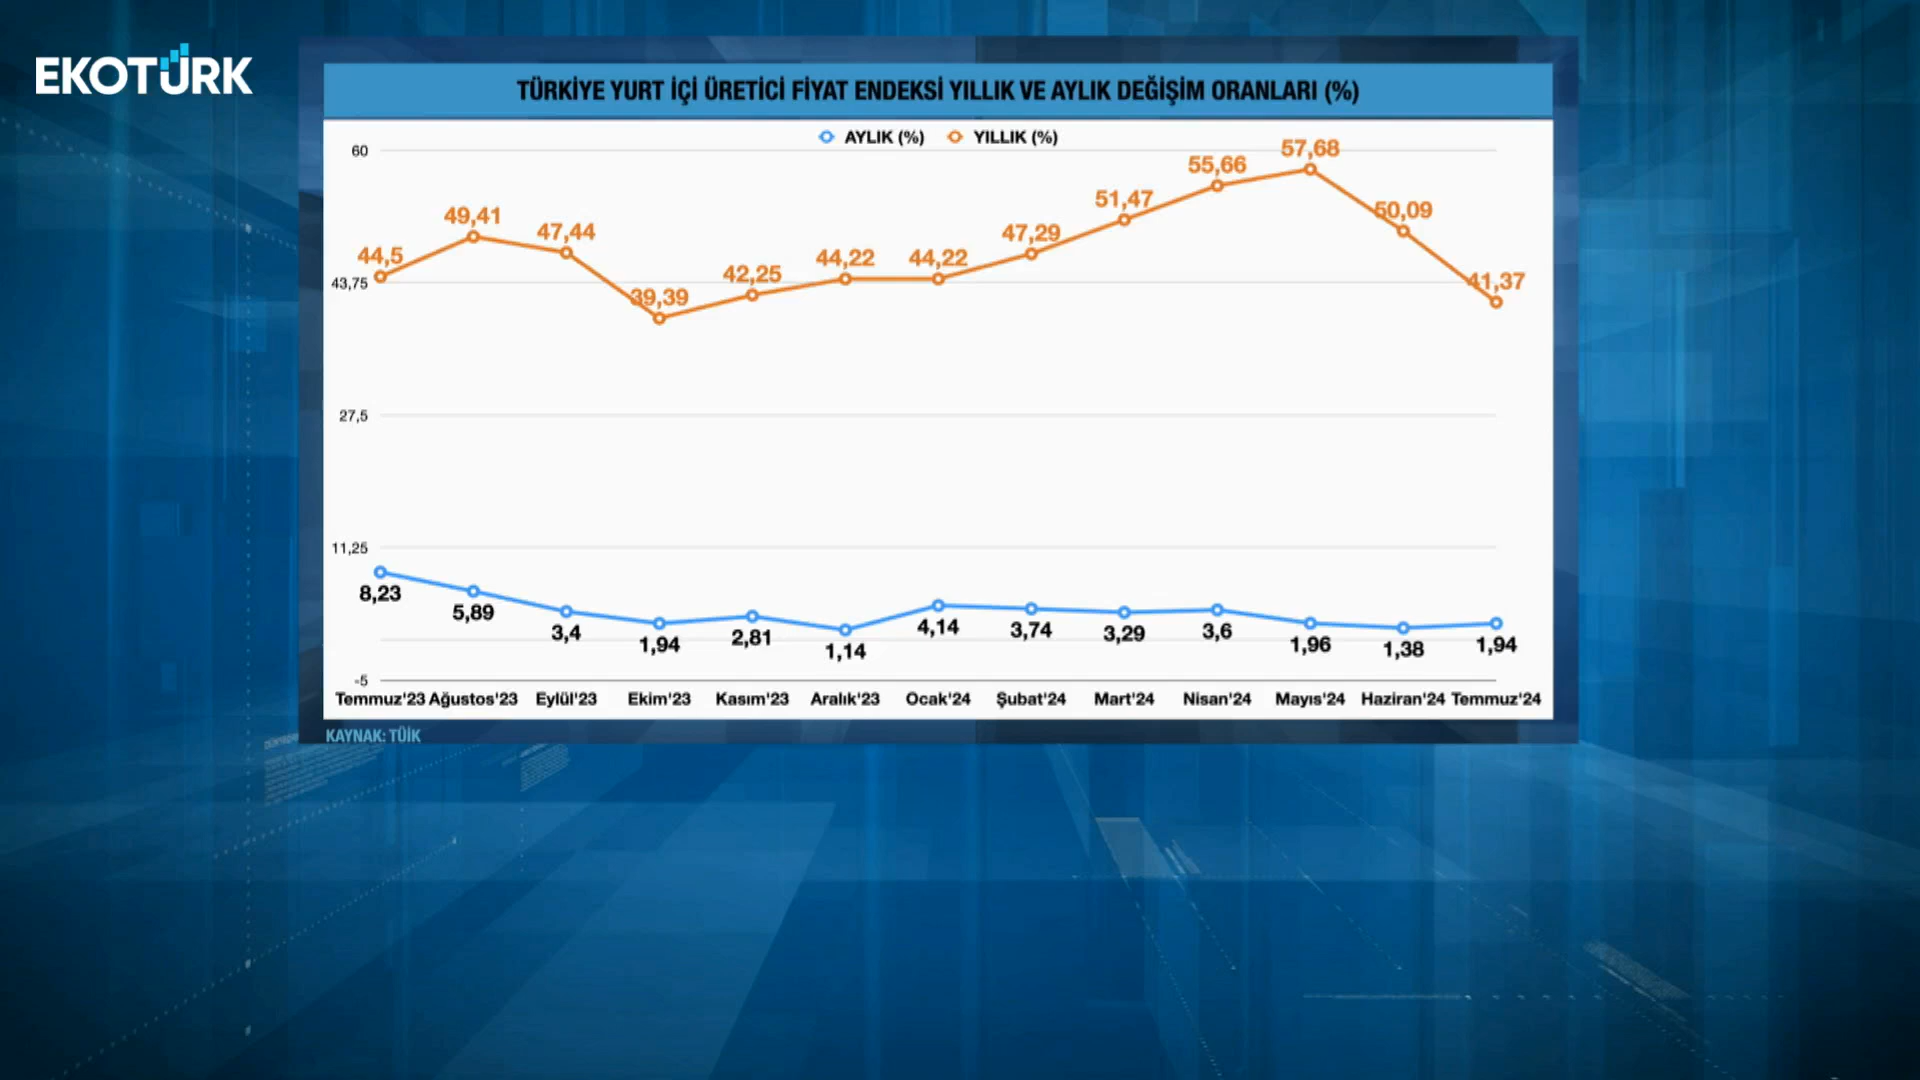 EKOTÜRK
TÜRKİYE YURT İÇİ ÜRETİCİ FİYAT ENDEKSİ YILLIK VE AYLIK DEĞİŞİM ORANLARI (%)
AYLIK (%) YILLIK (%)
60
43,75
27,5
11,25
-5
44,5 49,41 47,44 39,39 42,25 44,22 44,22 47,29 51,47 55,66 57,68 50,09 41,37
8,23 5,89 3,4 1,94 2,81 1,14 4,14 3,74 3,29 3,6 1,96 1,38 1,94
Temmuz'23 Ağustos'23 Eylül'23 Ekim'23 Kasım'23 Aralık'23 Ocak'24 Şubat'24 Mart'24 Nisan'24 Mayıs'24 Haziran'24 Temmuz'24
KAYNAK: TÜİK